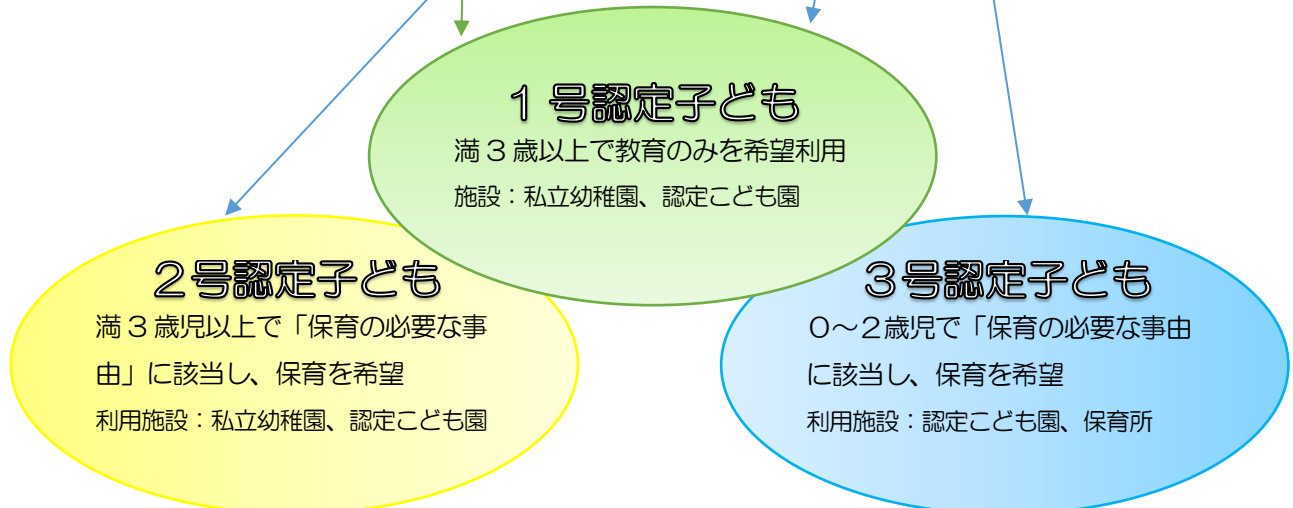 1号認定子ども
満3歳以上で教育のみを希望利用
施設：私立幼稚園、認定こども園
2号認定子ども
満3歳児以上で「保育の必要な事
由」に該当し、保育を希望
利用施設：私立幼稚園、認定こども園
3号認定子ども
0～2歳児で「保育の必要な事由
に該当し、保育を希望
利用施設：認定こども園、保育所